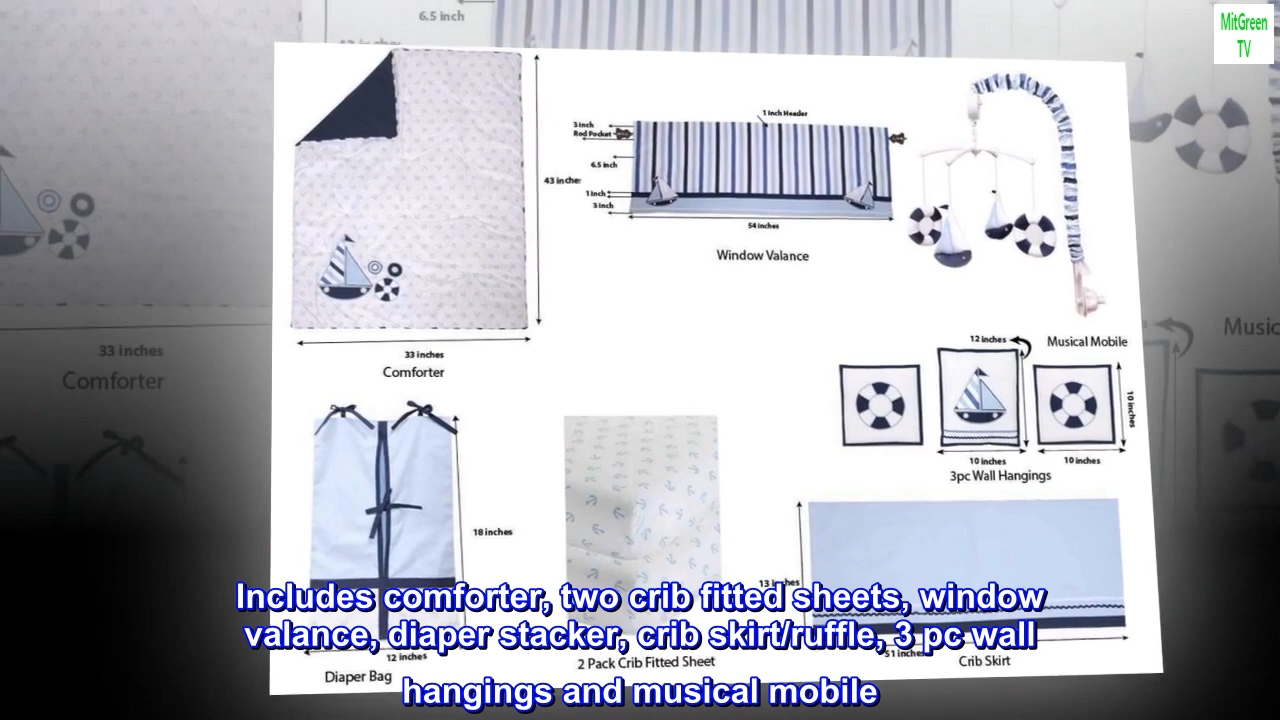 MitGreen
TV
6.5 inch
1 Inch Header
3 inch
Rod Pocket
6.5 inch
1 inch
3 inch
54 inches
Window Valance
43 inches
33 inches
Comforter
33 inches
Comforter
12 inches
Musical Mobile
10 inches
10 inches
10 inches
3pc Wall Hangings
18 inches
12 inches
Diaper Bag
2 Pack Crib Fitted Sheet
13 inches
51 inches
Crib Skirt
Includes comforter, two crib fitted sheets, window
valance, diaper stacker, crib skirt/ruffle, 3 pc wall
hangings and musical mobile